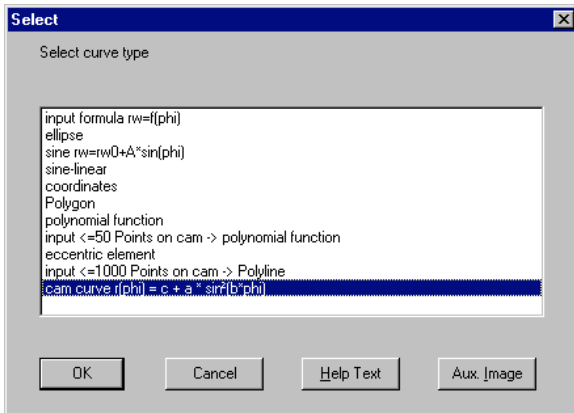 Select
Select curve type
input formula rw=f(phi)
ellipse
sine rw=rw0+A*sin(phi)
sine-linear
coordinates
Polygon
polynomial function
input <=50 Points on cam -> polynomial function
eccentric element
input <=1000 Points on cam -> Polyline
cam curve r(phi) = c + a * sin²(b*phi)
OK Cancel Help Text Aux. Image